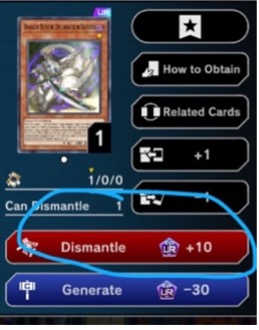 UR
1
How to Obtain
Related Cards
+1
1/0/0
Can Dismantle 1
Dismantle UR +10
Generate UR -30